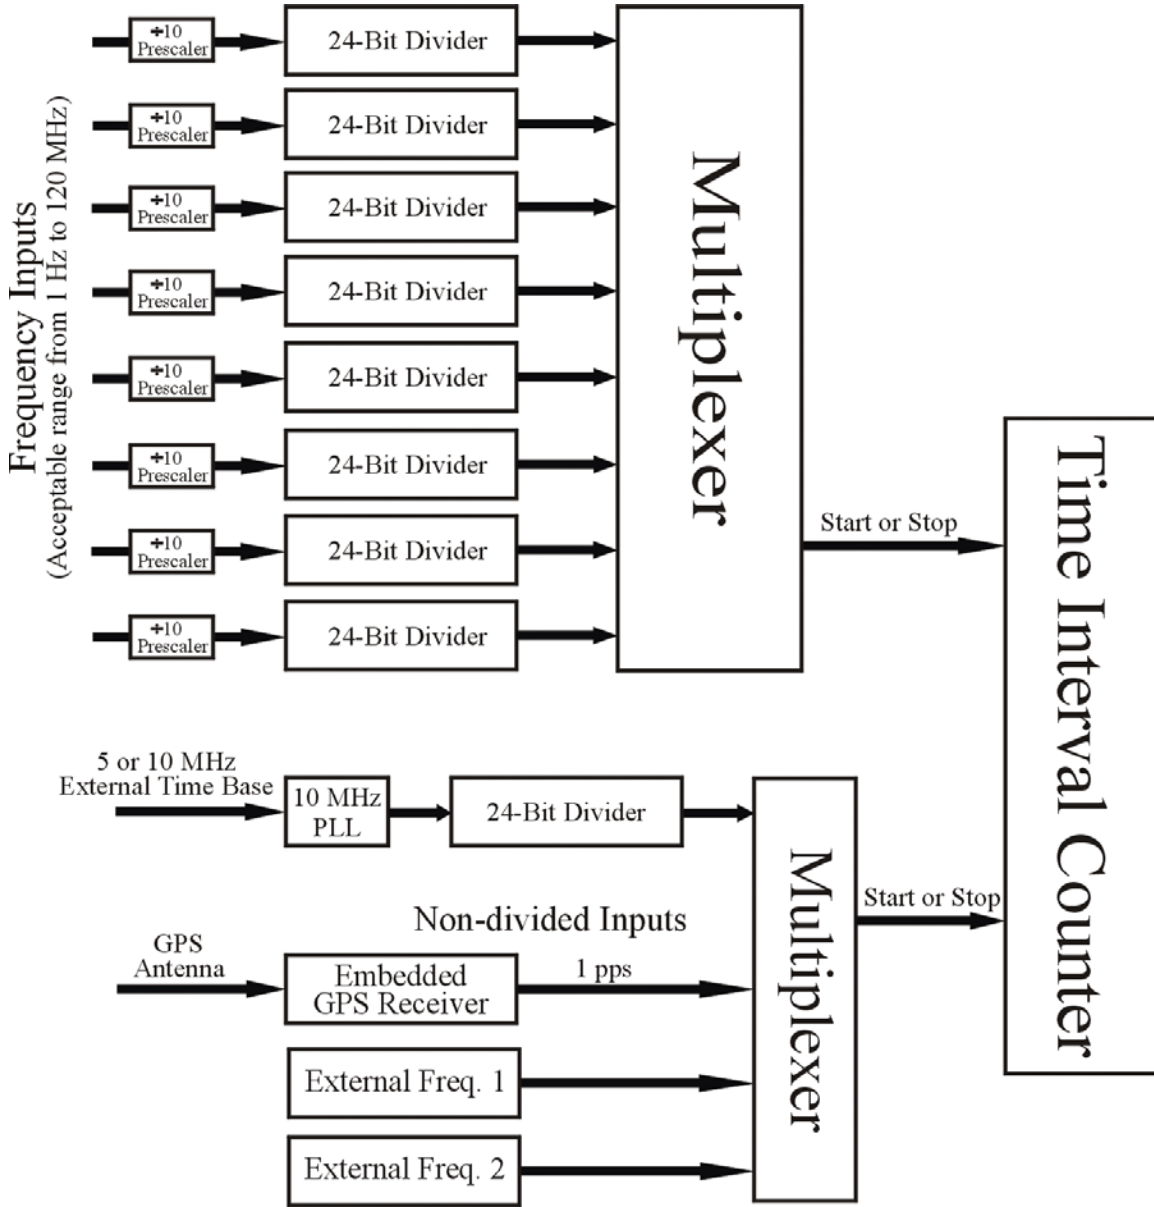 Frequency Inputs
(Acceptable range from 1 Hz to 120 MHz)
÷10
Prescaler
24-Bit Divider
÷10
Prescaler
24-Bit Divider
÷10
Prescaler
24-Bit Divider
÷10
Prescaler
24-Bit Divider
÷10
Prescaler
24-Bit Divider
÷10
Prescaler
24-Bit Divider
÷10
Prescaler
24-Bit Divider
÷10
Prescaler
24-Bit Divider
Multiplexer
Start or Stop
Time Interval Counter
5 or 10 MHz
External Time Base
10 MHz
PLL
24-Bit Divider
Multiplexer
Start or Stop
Non-divided Inputs
GPS
Antenna
Embedded
GPS Receiver
1 pps
External Freq. 1
External Freq. 2